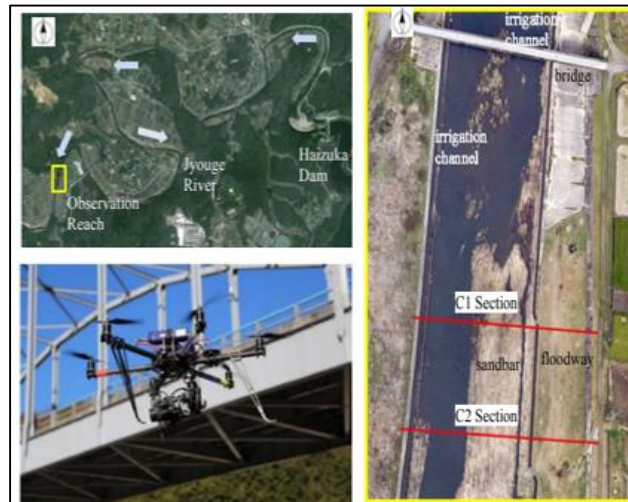 Haizuka
Dam
Jyouge
River
Observation
Reach
irrigation
channel
bridge
irrigation
channel
C1 Section
sandbar
floodway
C2 Section